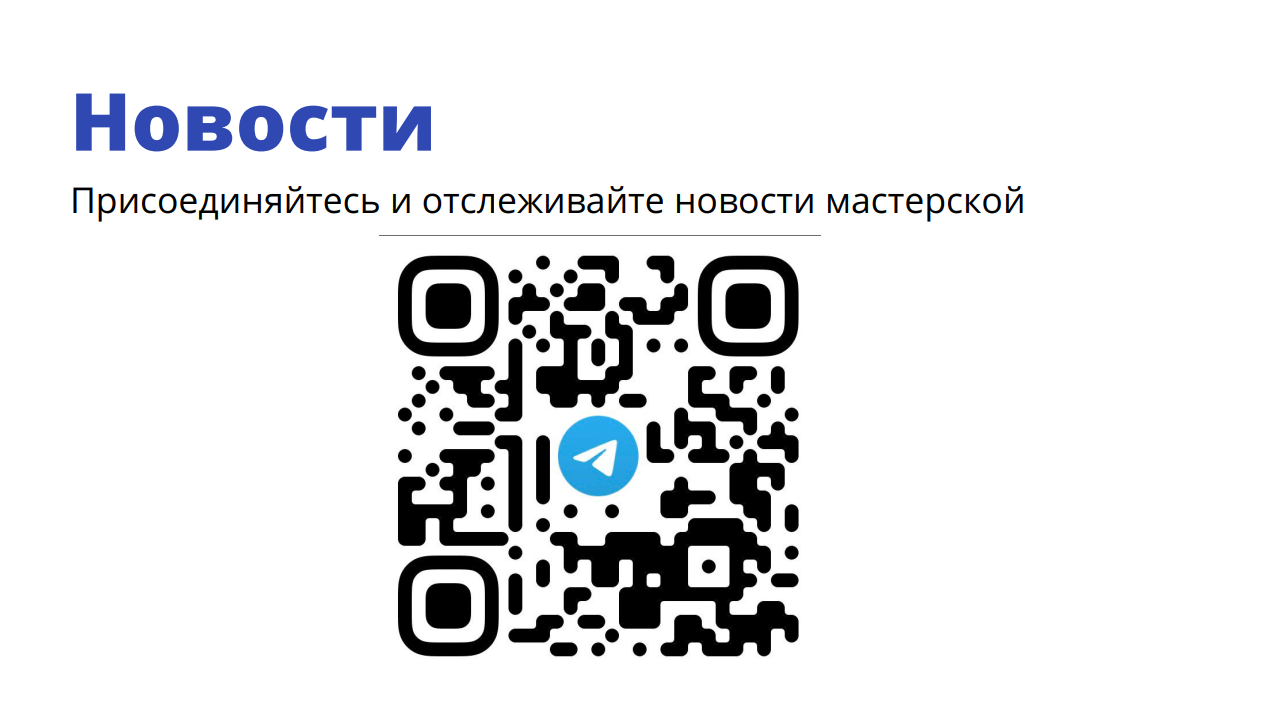 Новости
Присоединяйтесь и отслеживайте новости мастерской